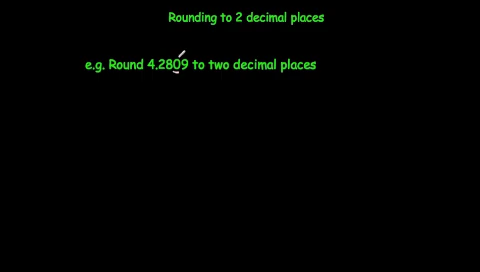 Rounding to 2 decimal places
e.g. Round 4.2809 to two decimal places